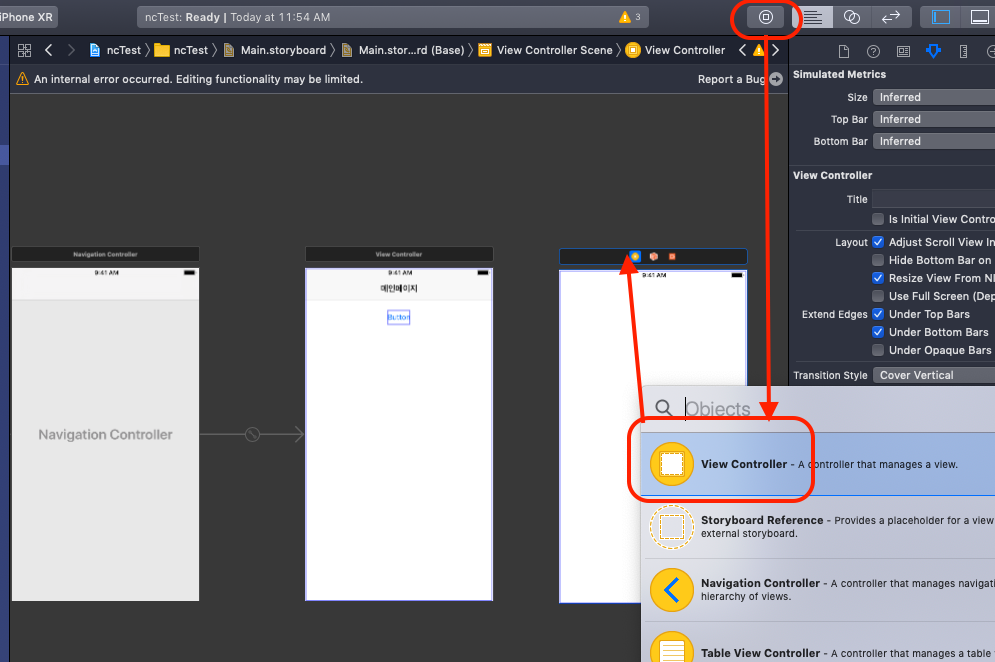 iPhone XR
ncTest: Ready | Today at 11:54 AM
3
ncTest
ncTest
Main.storyboard
Main.stor...rd (Base)
View Controller Scene
View Controller
An internal error occurred. Editing functionality may be limited.
Report a Bug
Simulated Metrics
Size Inferred
Top Bar Inferred
Bottom Bar Inferred
View Controller
Title
Is Initial View Contro
Layout Adjust Scroll View In
Hide Bottom Bar on
Resize View From NI
Use Full Screen (Dep
Extend Edges Under Top Bars
Under Bottom Bars
Under Opaque Bars
Transition Style Cover Vertical
Navigation Controller
9:41 AM
Navigation Controller
View Controller
9:41 AM
메인페이지
Button
9:41 AM
Objects
View Controller - A controller that manages a view.
Storyboard Reference - Provides a placeholder for a view
external storyboard.
Navigation Controller - A controller that manages navigati
hierarchy of views.
Table View Controller - A controller that manages a table